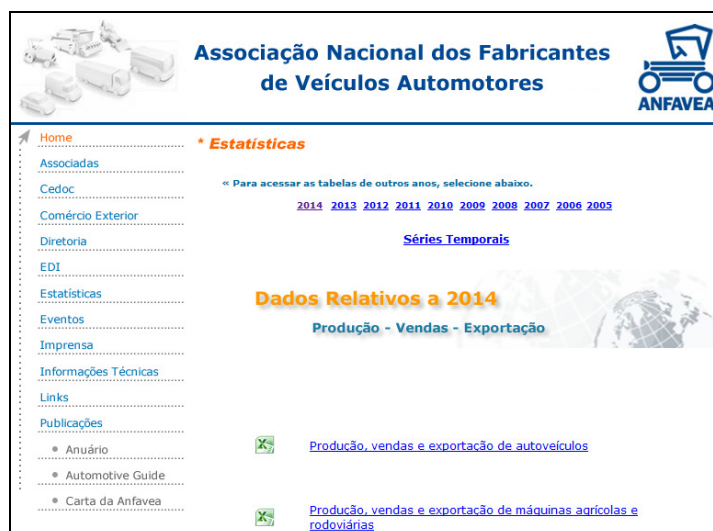 Associação Nacional dos Fabricantes
de Veículos Automotores
ANFAVEA
Home
Associadas
Cedoc
Comércio Exterior
Diretoria
EDI
Estatísticas
Eventos
Imprensa
Informações Técnicas
Links
Publicações
Anuário
Automotive Guide
Carta da Anfavea
* Estatísticas
« Para acessar as tabelas de outros anos, selecione abaixo.
2014 2013 2012 2011 2010 2009 2008 2007 2006 2005
Séries Temporais
Dados Relativos a 2014
Produção - Vendas - Exportação
Produção, vendas e exportação de autoveículos
Produção, vendas e exportação de máquinas agrícolas e
rodoviárias